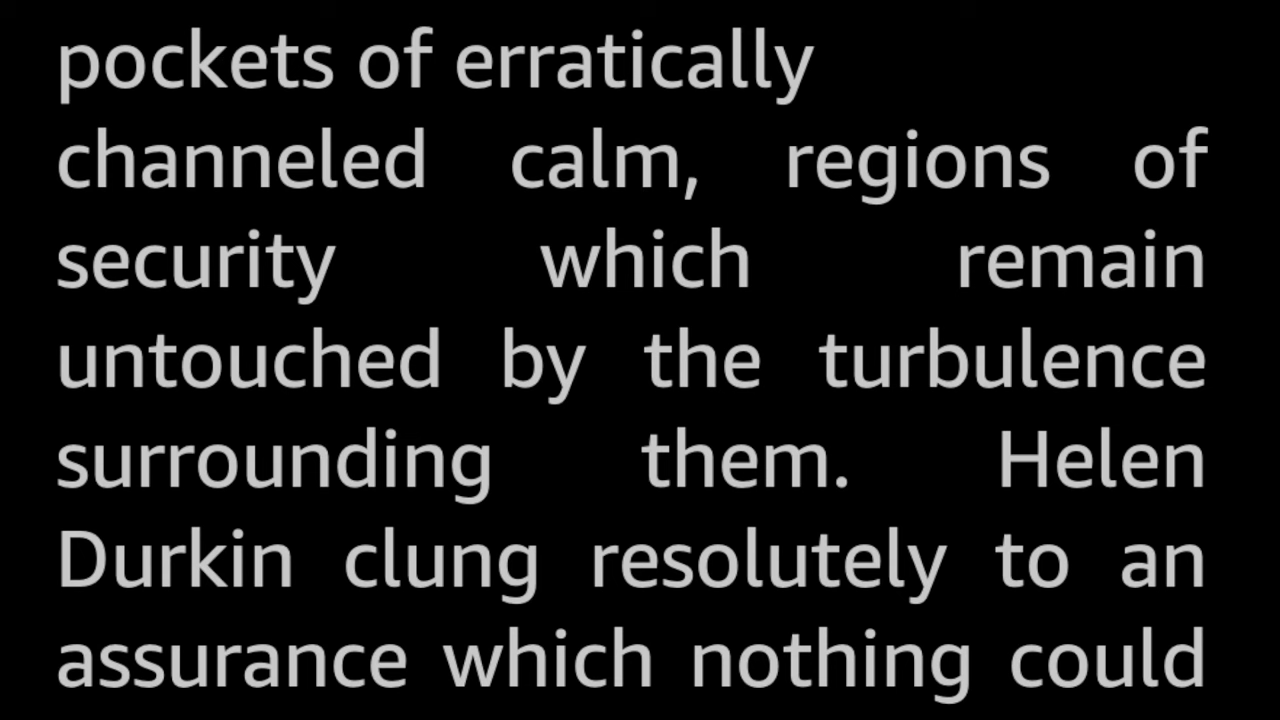 pockets of erratically
channeled calm, regions of
security which remain
untouched by the turbulence
surrounding them. Helen
Durkin clung resolutely to an
assurance which nothing could